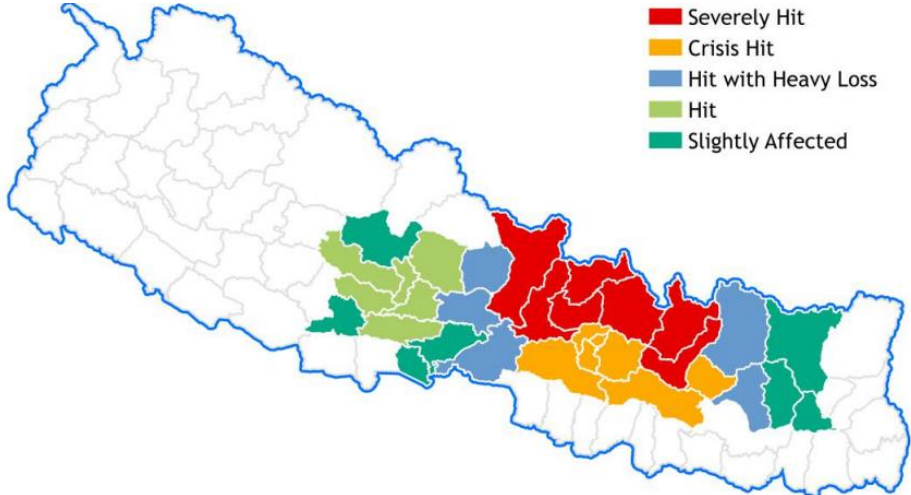 Severely Hit
Crisis Hit
Hit with Heavy Loss
Hit
Slightly Affected